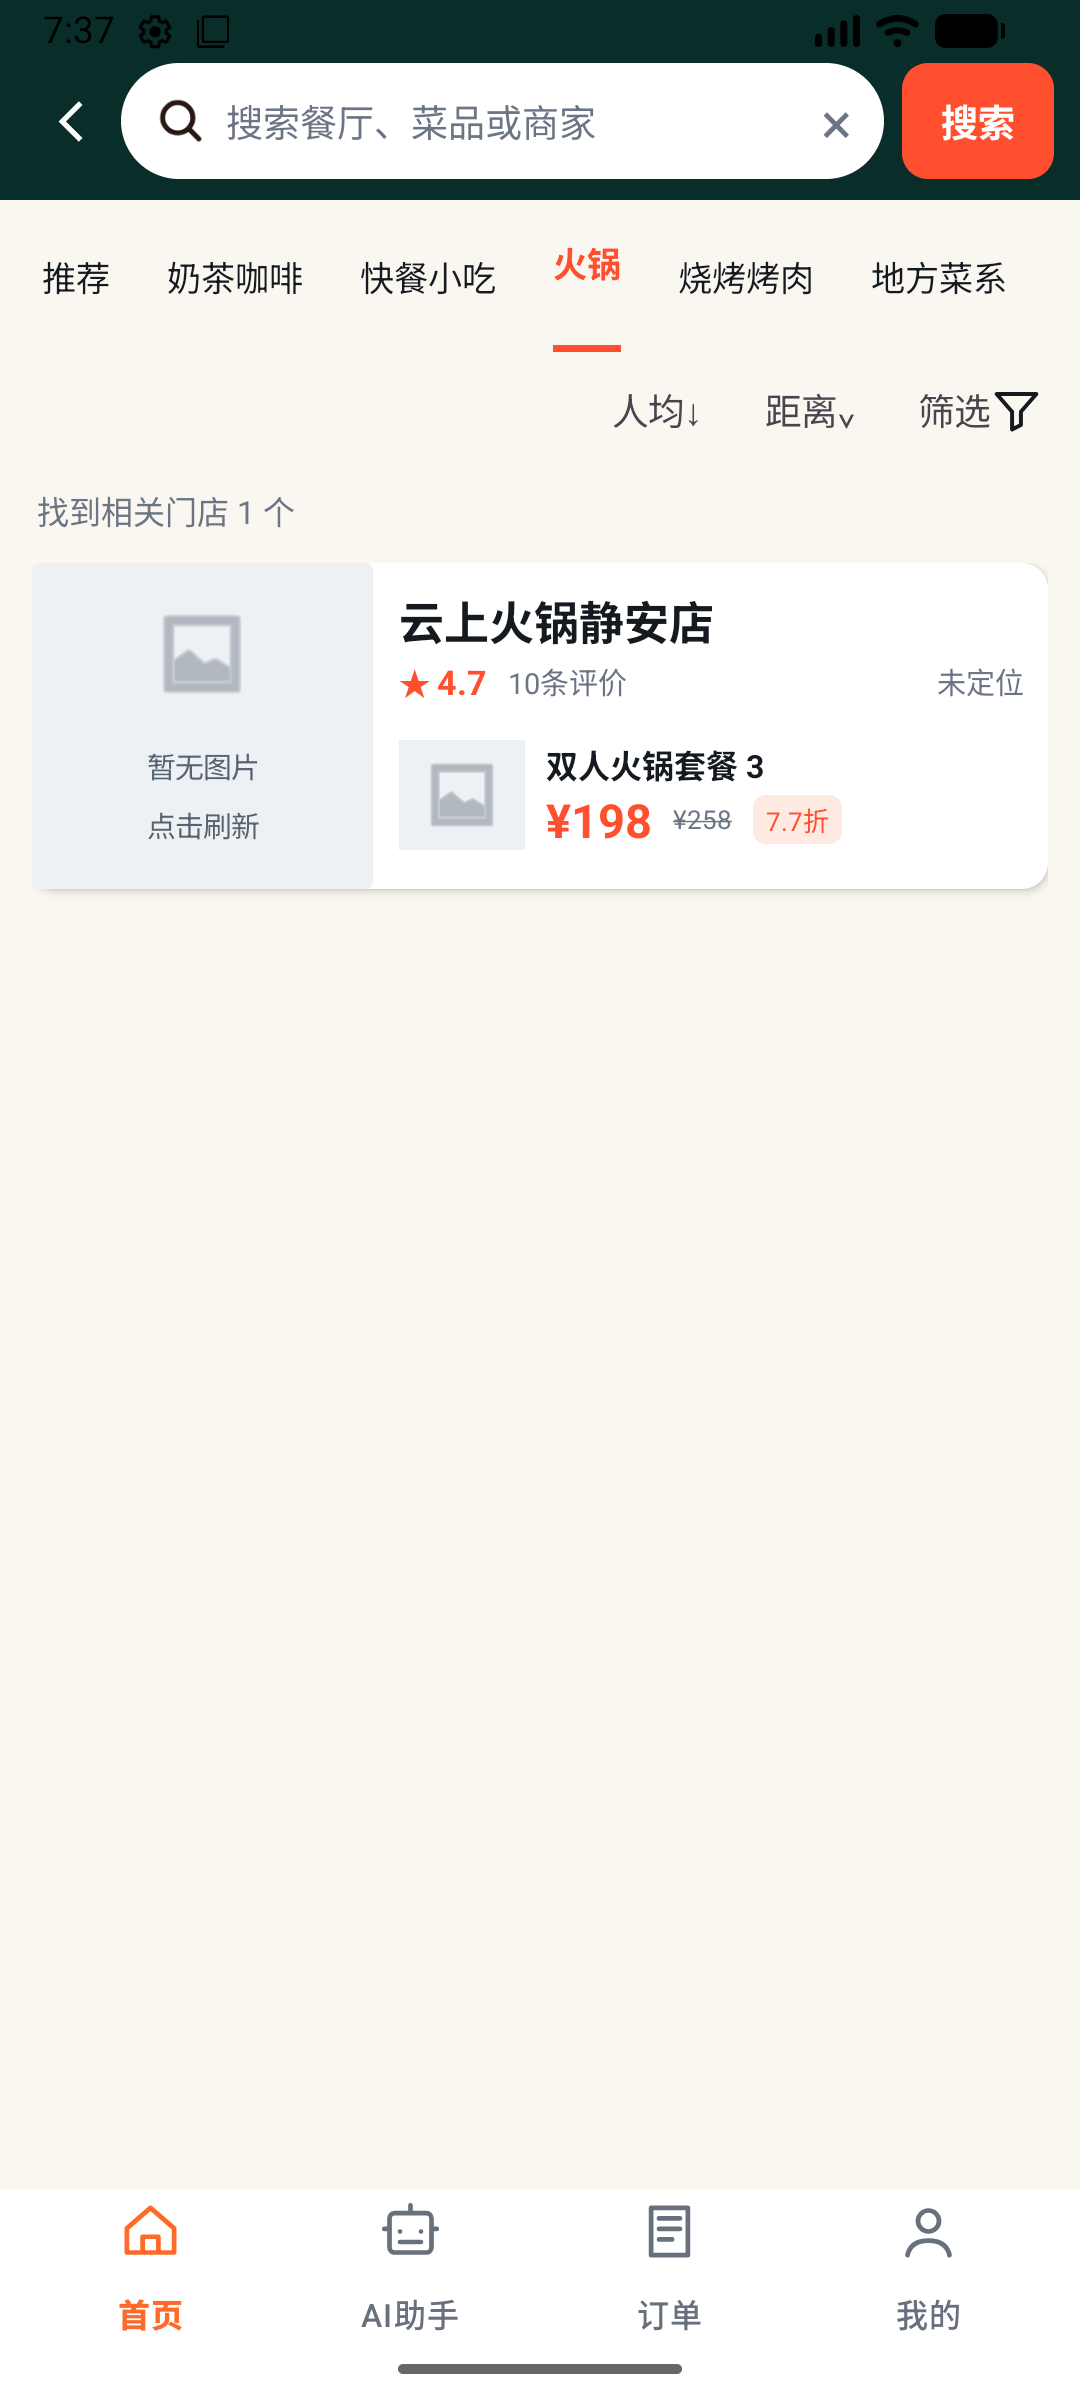 7:37
搜索餐厅、菜品或商家
搜索
推荐 奶茶咖啡 快餐小吃 火锅 烧烤烤肉 地方菜系
人均↓ 距离 筛选
找到相关门店 1 个
云上火锅静安店
★ 4.7 10条评价 未定位
暂无图片
点击刷新
双人火锅套餐 3
¥198 ¥258 7.7折
首页 AI助手 订单 我的